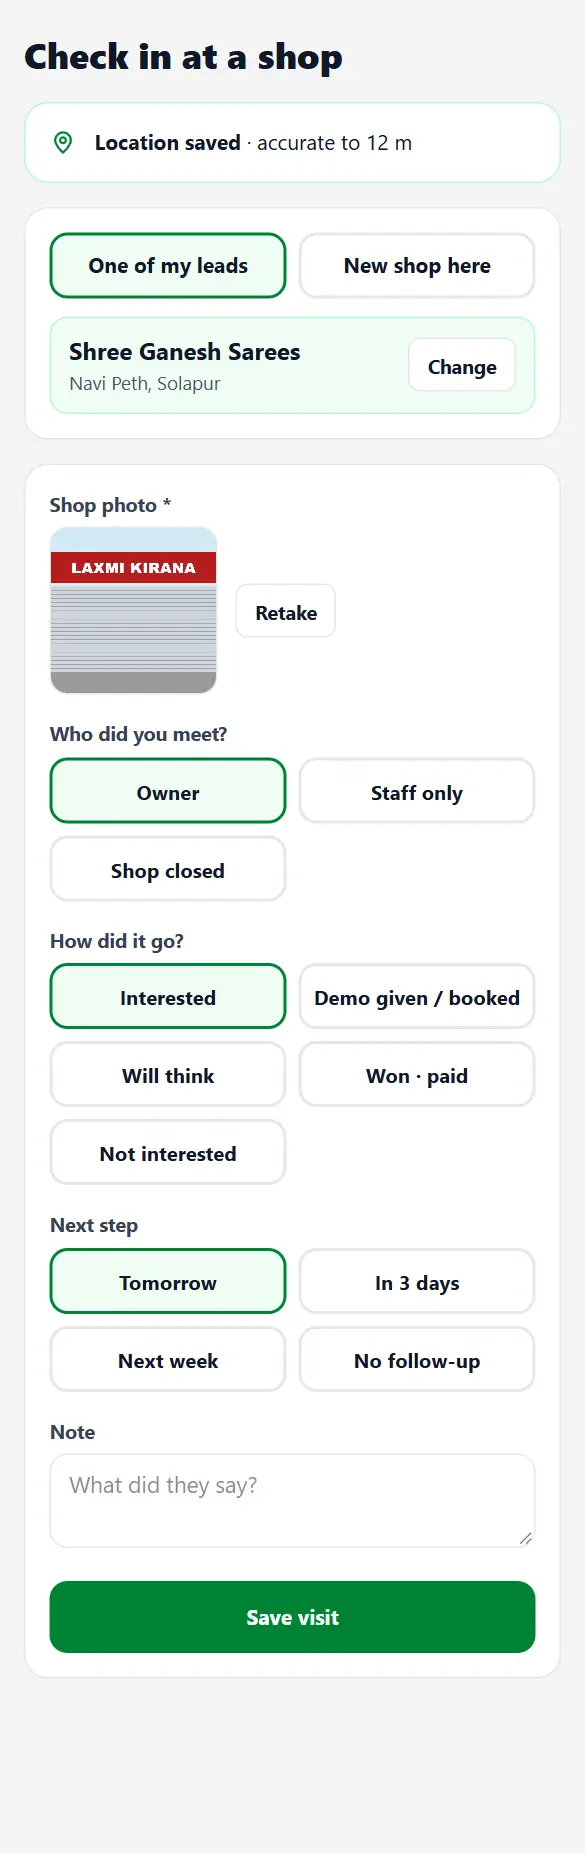 Check in at a shop
Location saved · accurate to 12 m
One of my leads
New shop here
Shree Ganesh Sarees
Navi Peth, Solapur
Change
Shop photo *
LAXMI KIRANA
Retake
Who did you meet?
Owner
Staff only
Shop closed
How did it go?
Interested
Demo given / booked
Will think
Won · paid
Not interested
Next step
Tomorrow
In 3 days
Next week
No follow-up
Note
What did they say?
Save visit